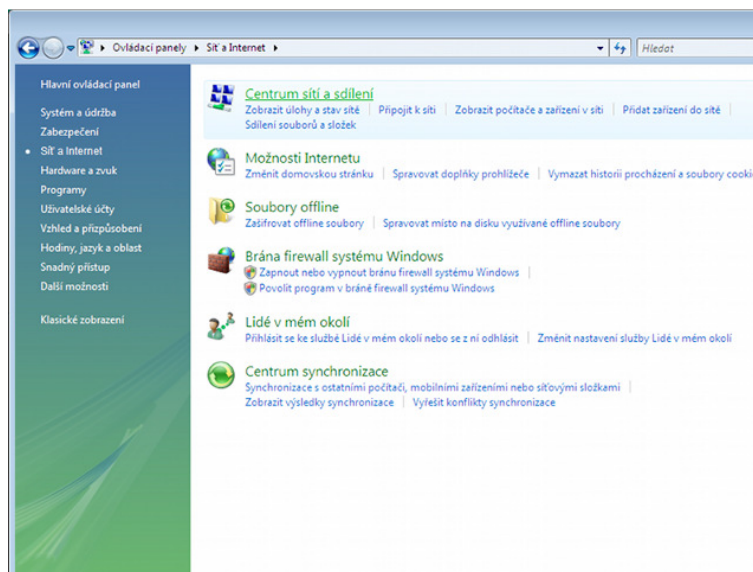 Ovládací panely Síť a Internet
Hledat
Hlavní ovládací panel
Systém a údržba
Zabezpečení
Síť a Internet
Hardware a zvuk
Programy
Uživatelské účty
Vzhled a přizpůsobení
Hodiny, jazyk a oblast
Snadný přístup
Další možnosti
Klasické zobrazení
Centrum sítí a sdílení
Zobrazit úlohy a stav sítě Připojit k síti Zobrazit počítače a zařízení v síti Přidat zařízení do sítě
Sdílení souborů a složek
Možnosti Internetu
Změnit domovskou stránku Spravovat doplňky prohlížeče Vymazat historii procházení a soubory cooki
Soubory offline
Zašifrovat offline soubory Spravovat místo na disku využívané offline soubory
Brána firewall systému Windows
Zapnout nebo vypnout bránu firewall systému Windows
Povolit program v bráně firewall systému Windows
Lidé v mém okolí
Přihlásit se ke službě Lidé v mém okolí nebo se z ní odhlásit Změnit nastavení služby Lidé v mém okolí
Centrum synchronizace
Synchronizace s ostatními počítači, mobilními zařízeními nebo síťovými složkami
Zobrazit výsledky synchronizace Vyřešit konflikty synchronizace